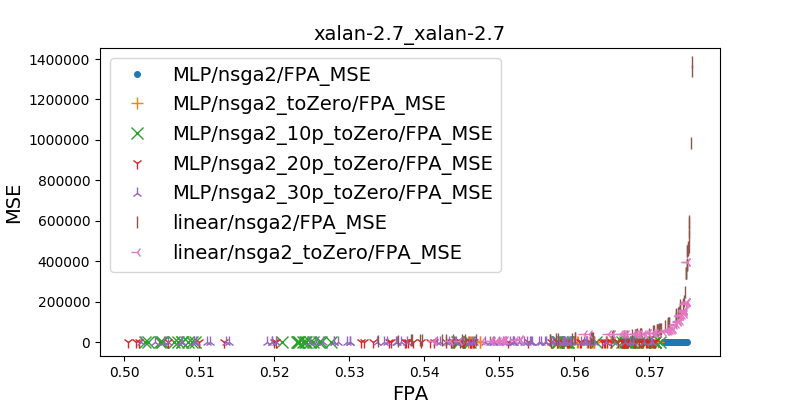 xalan-2.7_xalan-2.7
1400000
1200000
1000000
800000
600000
400000
200000
0
MSE
MLP/nsga2/FPA_MSE
MLP/nsga2_toZero/FPA_MSE
MLP/nsga2_10p_toZero/FPA_MSE
MLP/nsga2_20p_toZero/FPA_MSE
MLP/nsga2_30p_toZero/FPA_MSE
linear/nsga2/FPA_MSE
linear/nsga2_toZero/FPA_MSE
0.50 0.51 0.52 0.53 0.54 0.55 0.56 0.57
FPA